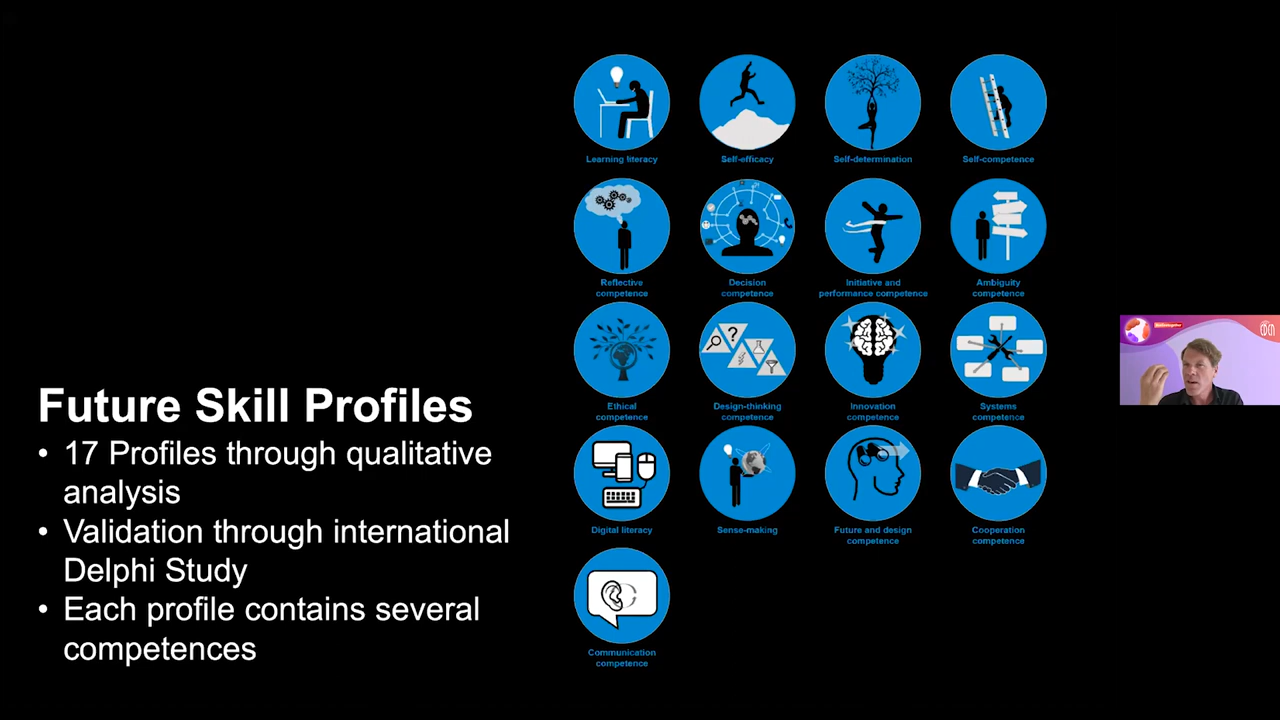 Future Skill Profiles
• 17 Profiles through qualitative
analysis
• Validation through international
Delphi Study
• Each profile contains several
competences
Learning literacy
Self-efficacy
Self-determination
Self-competence
Reflective
competence
Decision
competence
Initiative and
performance competence
Ambiguity
competence
Ethical
competence
Design-thinking
competence
Innovation
competence
Systems
competence
Digital literacy
Sense-making
Future and design
competence
Cooperation
competence
Communication
competence
?